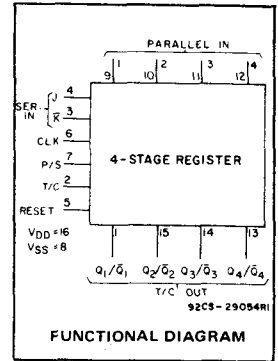 PARALLEL IN
1 2 3 4
9 10 11 12
SER. IN
J 4
K̅ 3
CLK 6
P/S 7
T/C 2
RESET 5
4-STAGE REGISTER
VDD=16
VSS=8
1 15 14 13
Q1/Q̅1 Q2/Q̅2 Q3/Q̅3 Q4/Q̅4
T/C OUT
92CS-29054R1
FUNCTIONAL DIAGRAM